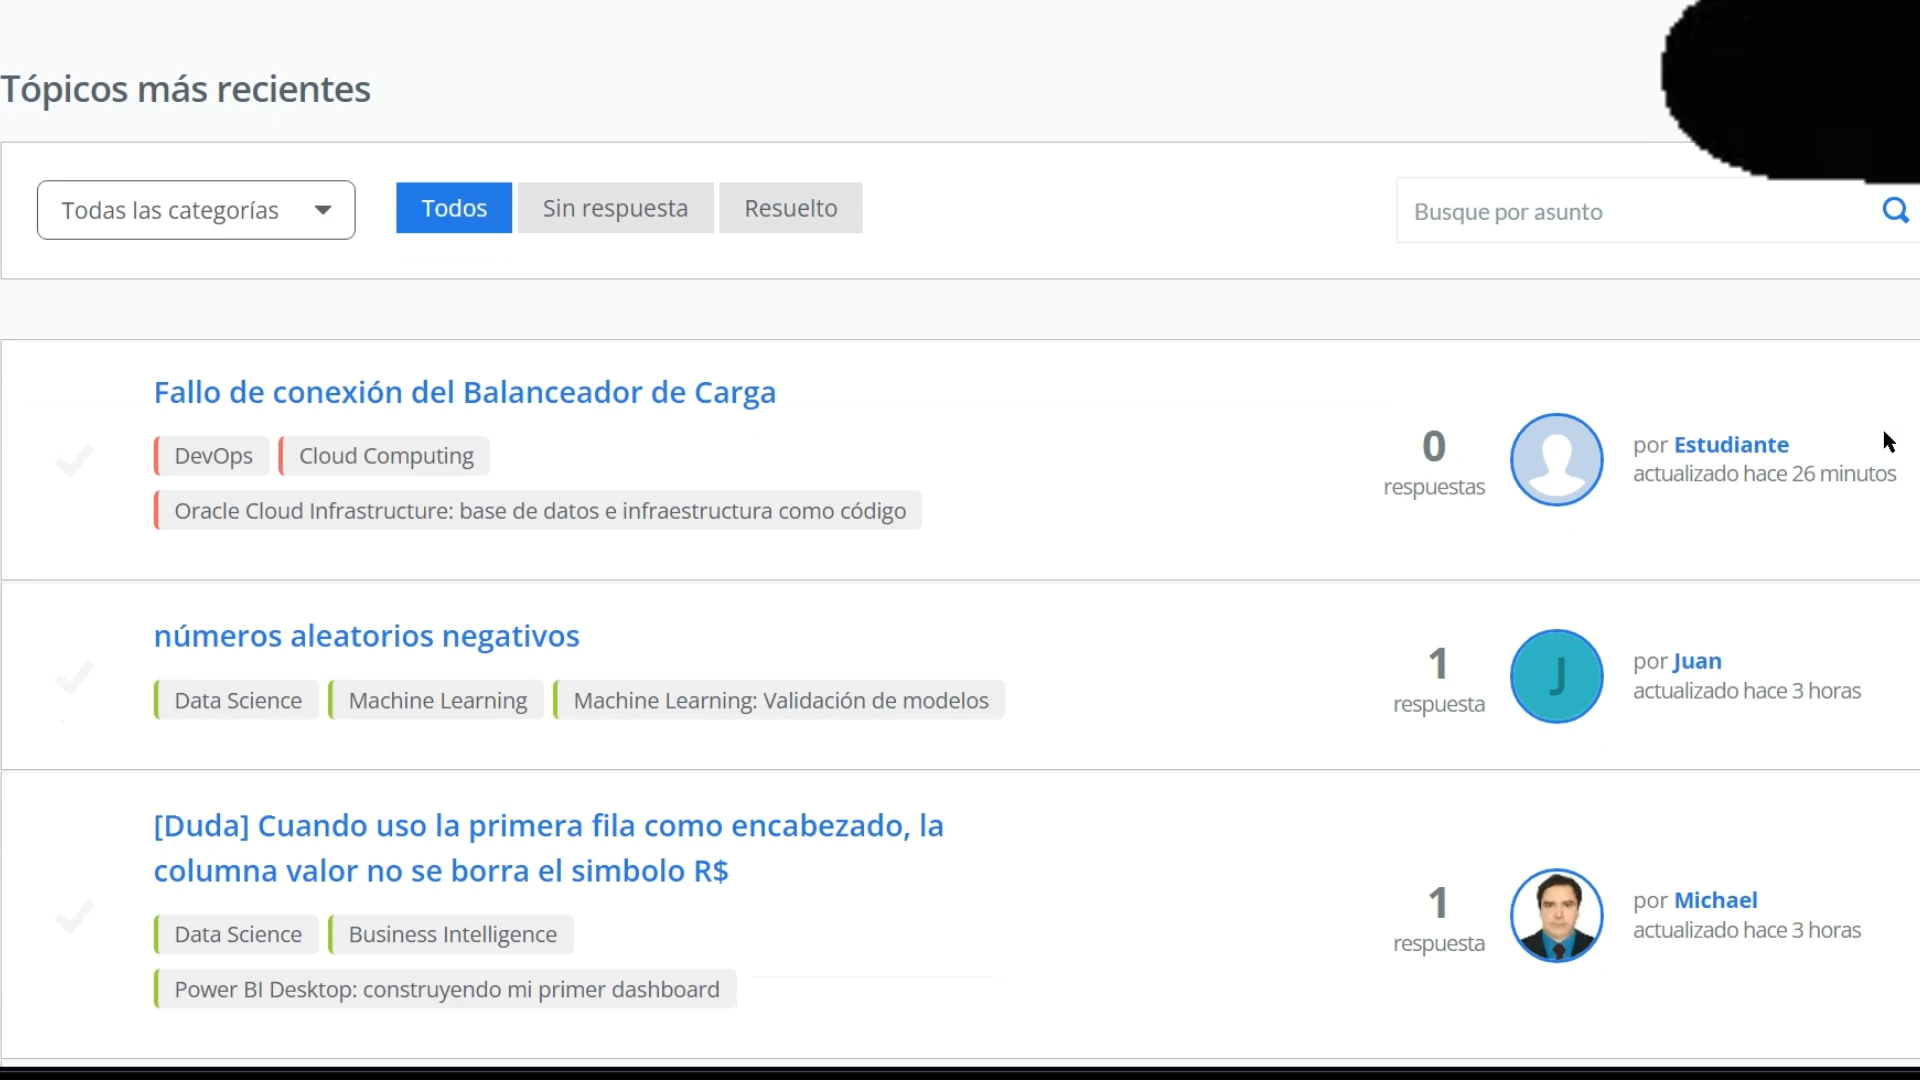 Tópicos más recientes
Todas las categorías
Todos Sin respuesta Resuelto
Busque por asunto
Fallo de conexión del Balanceador de Carga
DevOps Cloud Computing
Oracle Cloud Infrastructure: base de datos e infraestructura como código
0
respuestas
por Estudiante
actualizado hace 26 minutos
números aleatorios negativos
Data Science Machine Learning Machine Learning: Validación de modelos
1
respuesta
J
por Juan
actualizado hace 3 horas
[Duda] Cuando uso la primera fila como encabezado, la
columna valor no se borra el simbolo R$
Data Science Business Intelligence
Power BI Desktop: construyendo mi primer dashboard
1
respuesta
por Michael
actualizado hace 3 horas